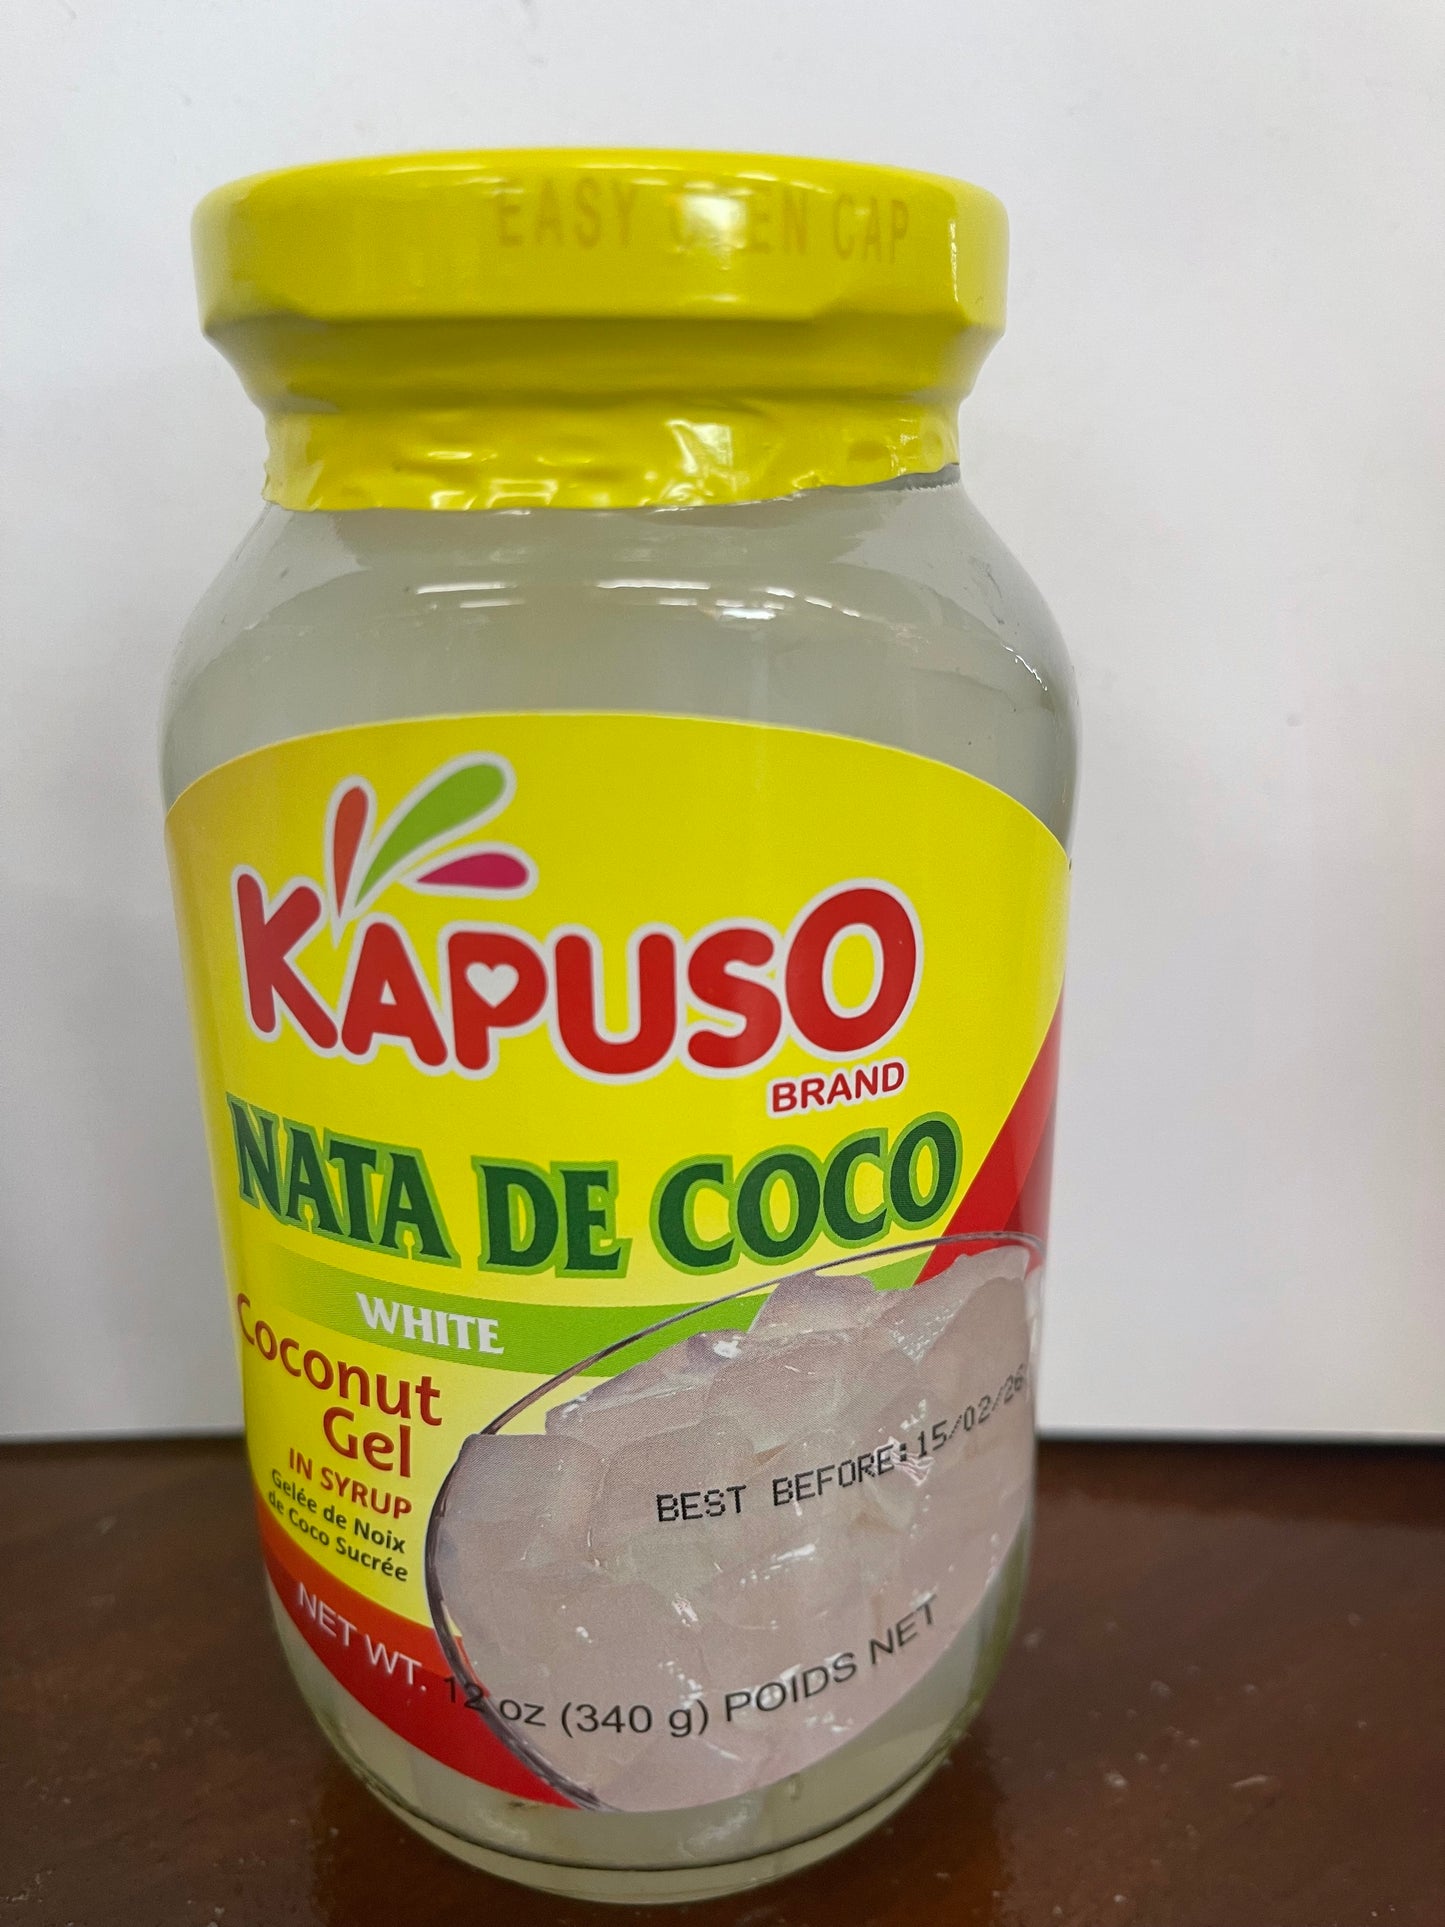 EASY OPEN CAP
KAPUSO
BRAND
NATA DE COCO
WHITE
Coconut
Gel
IN SYRUP
Gelée de Noix
de Coco Sucrée
BEST BEFORE:15/02/26
NET WT. 12 oz (340 g) POIDS NET